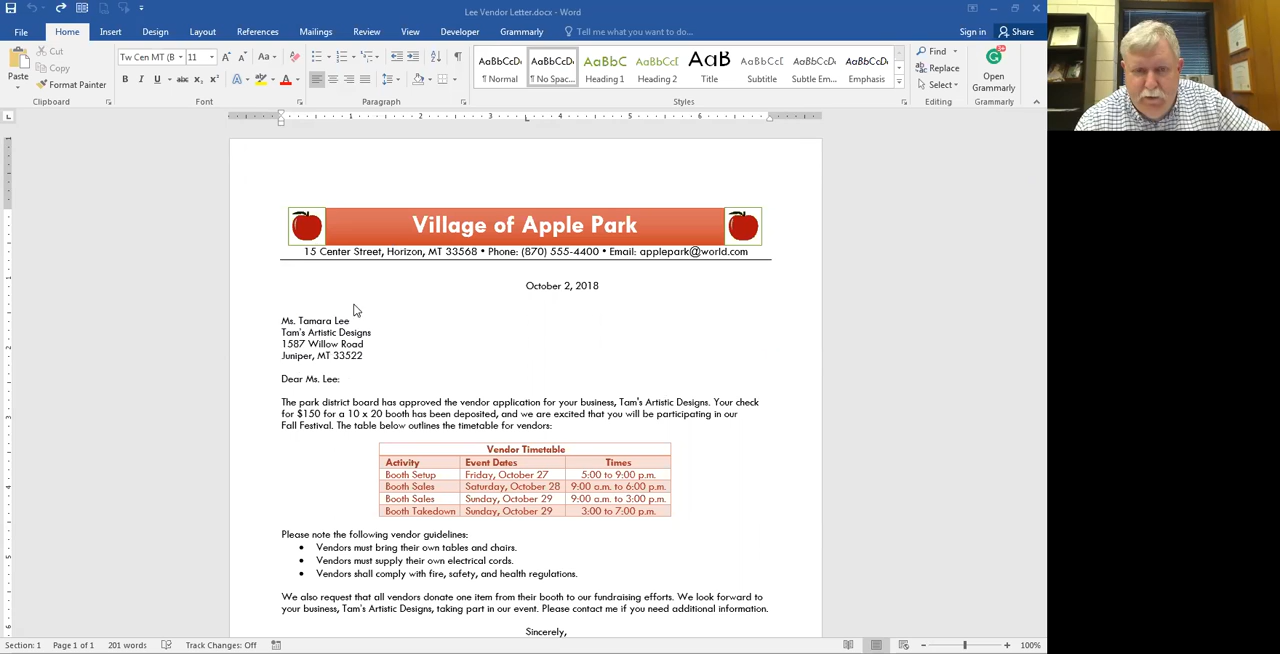 Lee Vendor Letter.docx - Word
File Home Insert Design Layout References Mailings Review View Developer Grammarly Tell me what you want to do... Sign in Share
Paste
Cut
Copy
Format Painter
Clipboard
Tw Cen MT (B 11
Font
Paragraph
AaBbCcDı AaBbCcDı AaBbC AaBbCcDı AaB AaBbCcDı AaBbCcDı AaBbCcDı
¶ Normal ¶ No Spac... Heading 1 Heading 2 Title Subtitle Subtle Em... Emphasis
Styles
Find
Replace
Select
Editing
Open
Grammarly
Grammarly
Village of Apple Park
15 Center Street, Horizon, MT 33568 • Phone: (870) 555-4400 • Email: applepark@world.com
October 2, 2018
Ms. Tamara Lee
Tam's Artistic Designs
1587 Willow Road
Juniper, MT 33522
Dear Ms. Lee:
The park district board has approved the vendor application for your business, Tam's Artistic Designs. Your check
for $150 for a 10 x 20 booth has been deposited, and we are excited that you will be participating in our
Fall Festival. The table below outlines the timetable for vendors:
Vendor Timetable
Activity Event Dates Times
Booth Setup Friday, October 27 5:00 to 9:00 p.m.
Booth Sales Saturday, October 28 9:00 a.m. to 6:00 p.m.
Booth Sales Sunday, October 29 9:00 a.m. to 3:00 p.m.
Booth Takedown Sunday, October 29 3:00 to 7:00 p.m.
Please note the following vendor guidelines:
• Vendors must bring their own tables and chairs.
• Vendors must supply their own electrical cords.
• Vendors shall comply with fire, safety, and health regulations.
We also request that all vendors donate one item from their booth to our fundraising efforts. We look forward to
your business, Tam's Artistic Designs, taking part in our event. Please contact me if you need additional information.
Sincerely,
Section: 1 Page 1 of 1 201 words Track Changes: Off 100%